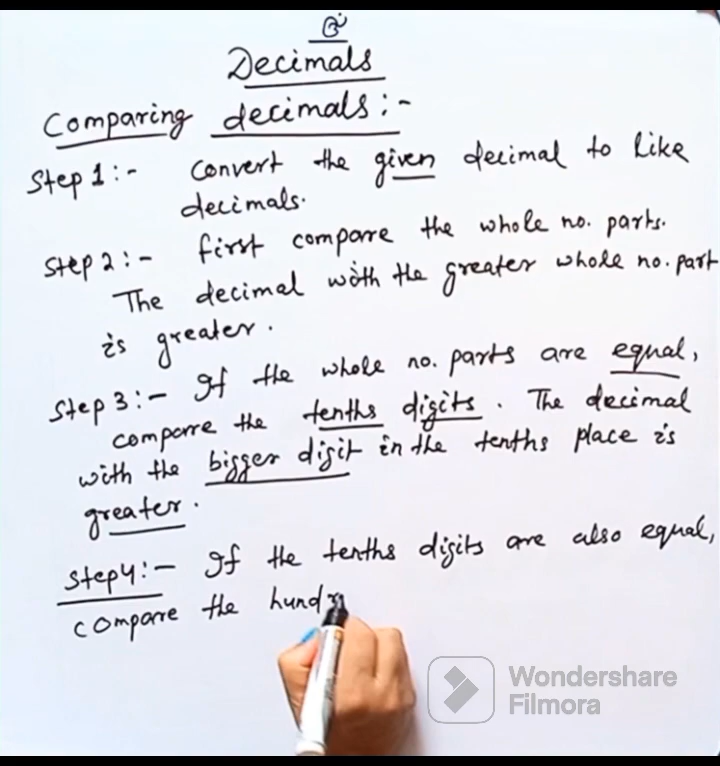 Decimals
Comparing decimals:-
Step 1:- Convert the given decimal to like
decimals.
Step 2:- first compare the whole no. parts.
The decimal with the greater whole no. part
is greater.
Step 3:- If the whole no. parts are equal,
compare the tenths digits. The decimal
with the bigger digit in the tenths place is
greater.
Step 4:- If the tenths digits are also equal,
compare the
Wondershare
Filmora